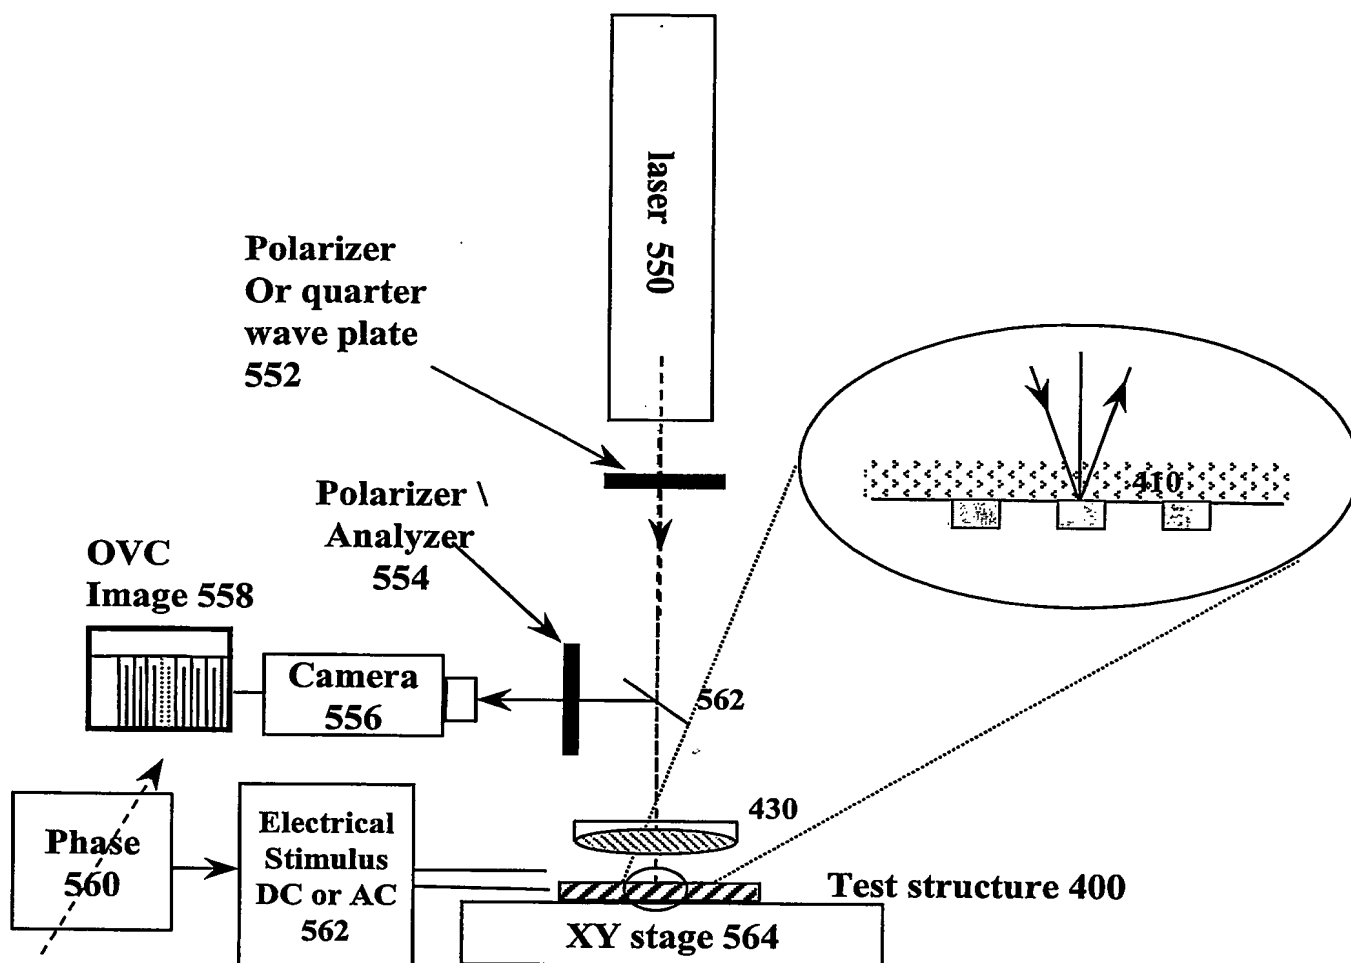 laser 550
Polarizer
Or quarter
wave plate
552
410
Polarizer \
Analyzer
554
OVC
Image 558
Camera
556
562
430
Phase
560
Electrical
Stimulus
DC or AC
562
Test structure 400
XY stage 564